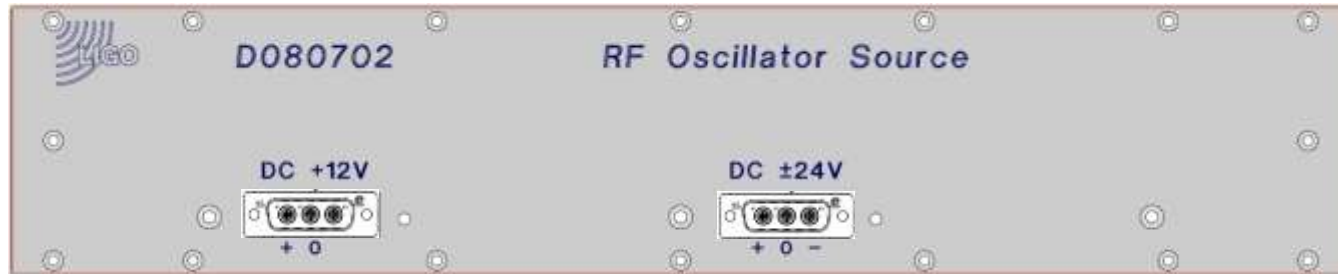 LIGO
D080702
RF Oscillator Source
DC +12V
DC ±24V
+ 0
+ 0 -